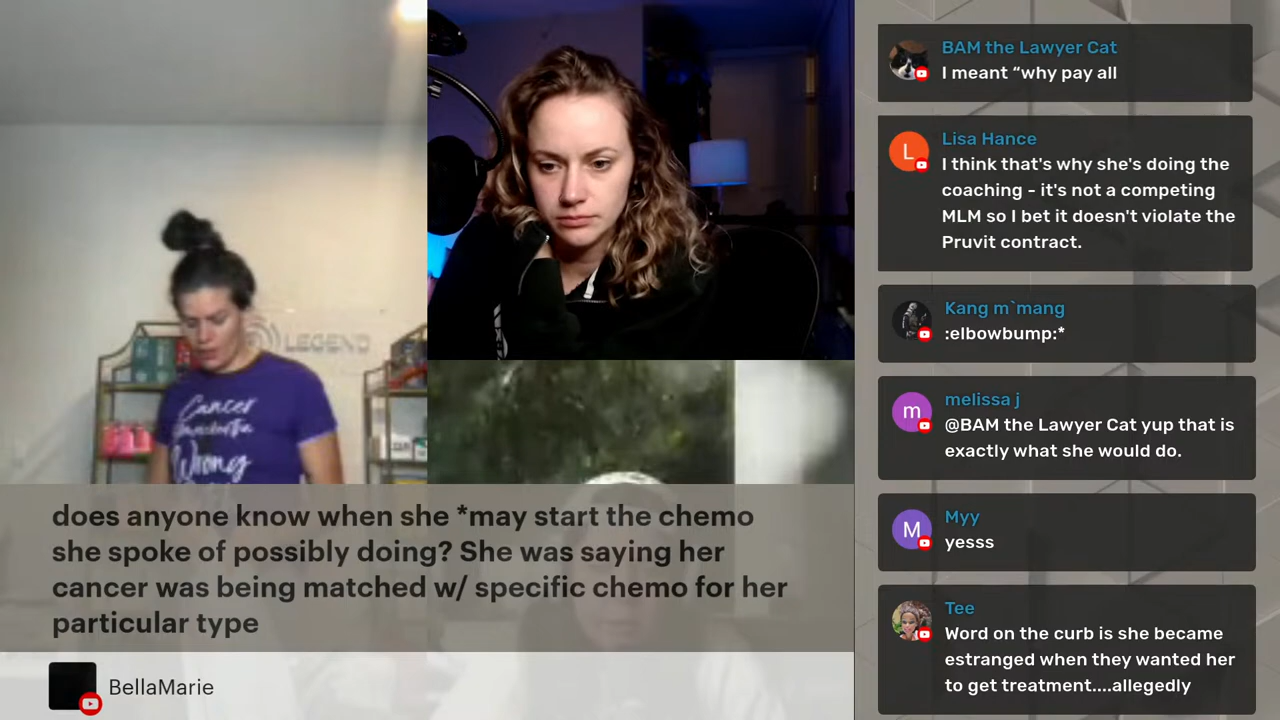 LEGEND
Cancer
Wrong
does anyone know when she *may start the chemo
she spoke of possibly doing? She was saying her
cancer was being matched w/ specific chemo for her
particular type
BellaMarie
BAM the Lawyer Cat
I meant “why pay all
L
Lisa Hance
I think that's why she's doing the
coaching - it's not a competing
MLM so I bet it doesn't violate the
Pruvit contract.
Kang m`mang
:elbowbump:*
m
melissa j
@BAM the Lawyer Cat yup that is
exactly what she would do.
M
Myy
yesss
Tee
Word on the curb is she became
estranged when they wanted her
to get treatment....allegedly